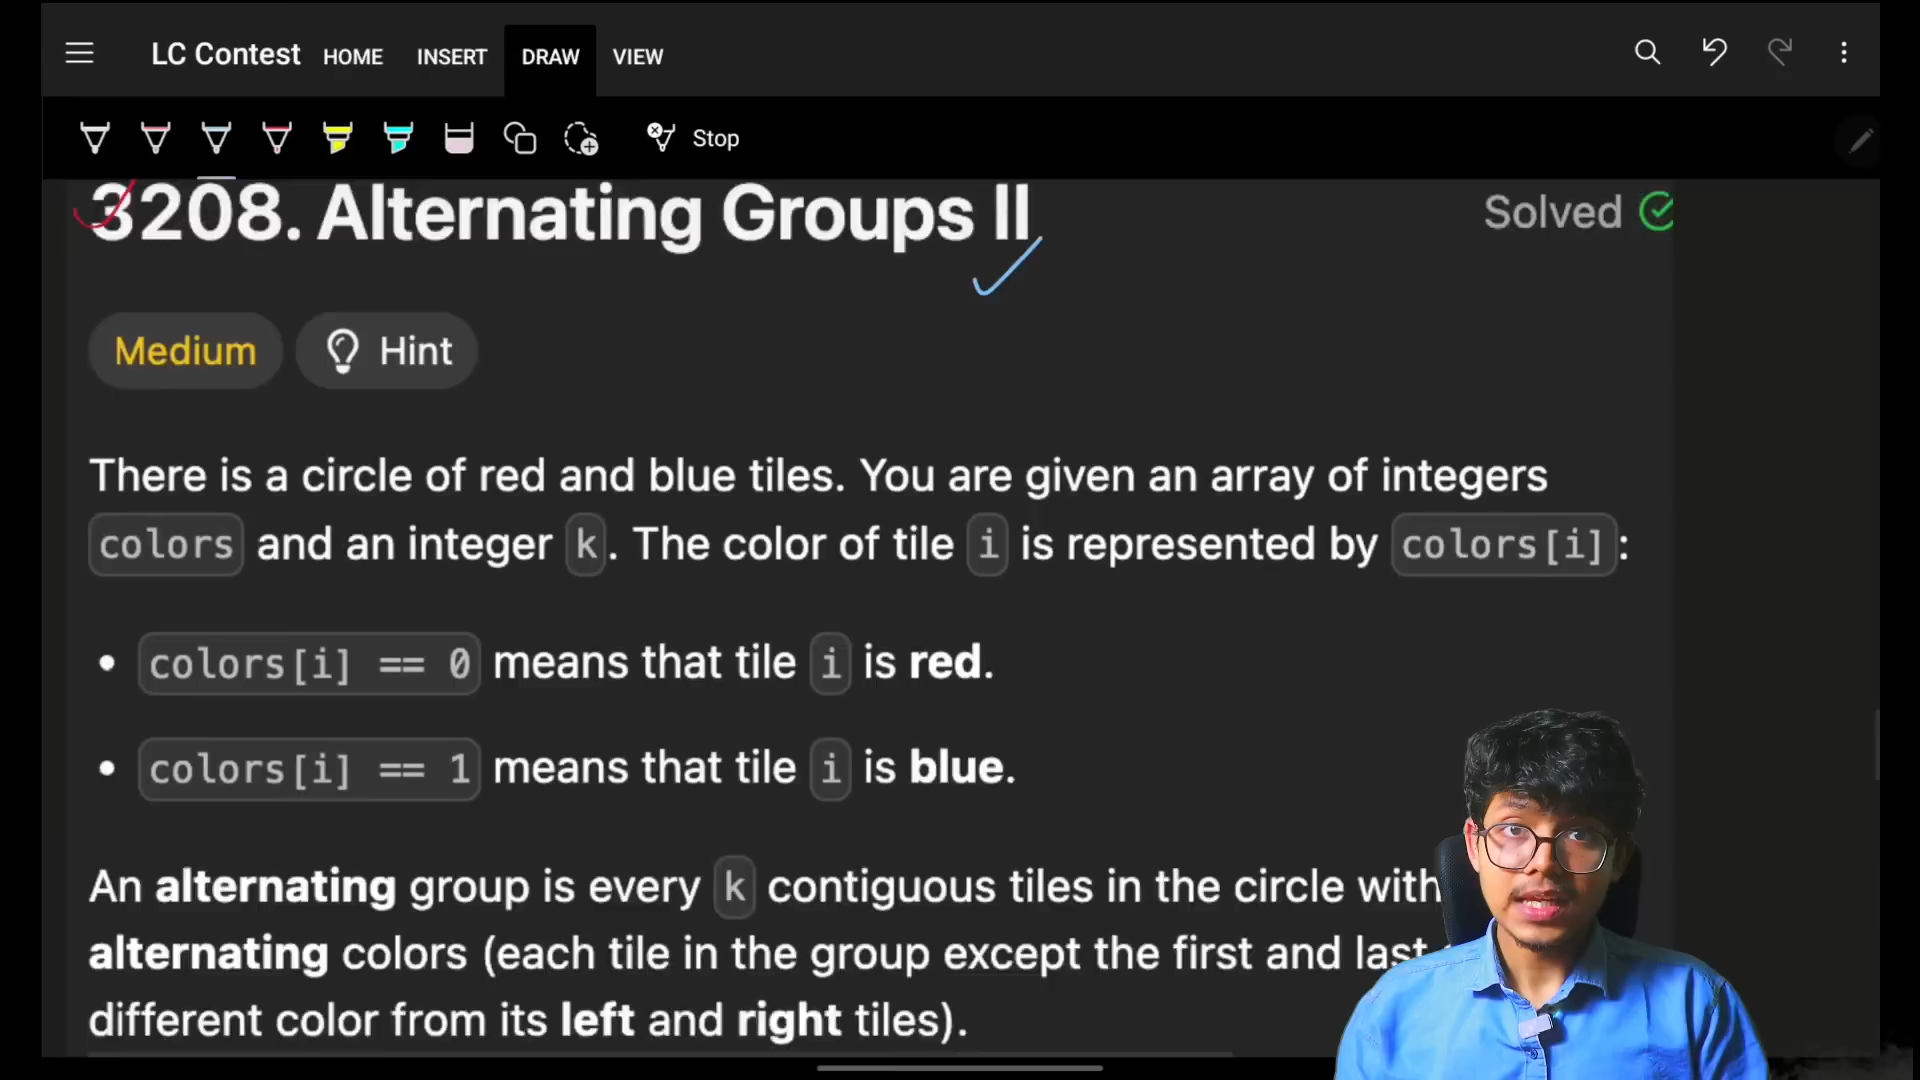 LC Contest HOME INSERT DRAW VIEW
Stop
3208. Alternating Groups II
Solved
Medium Hint
There is a circle of red and blue tiles. You are given an array of integers
colors and an integer k. The color of tile i is represented by colors[i]:
• colors[i] == 0 means that tile i is red.
• colors[i] == 1 means that tile i is blue.
An alternating group is every k contiguous tiles in the circle with
alternating colors (each tile in the group except the first and last
different color from its left and right tiles).